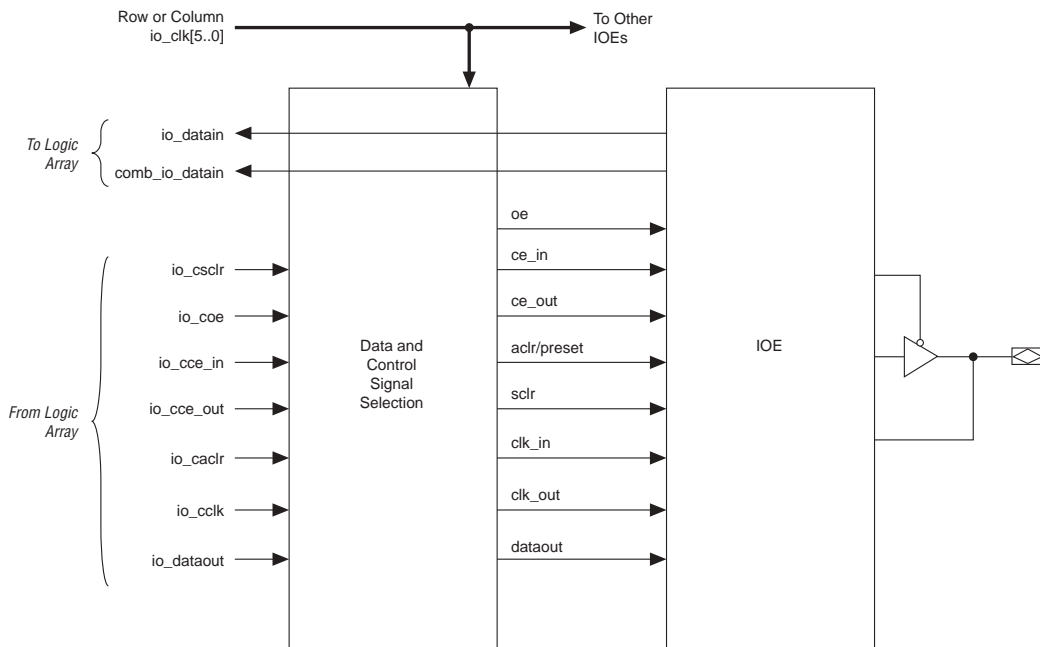 Row or Column
io_clk[5..0]
To Other
IOEs
To Logic
Array
io_datain
comb_io_datain
From Logic
Array
io_csclr
io_coe
io_cce_in
io_cce_out
io_caclr
io_cclk
io_dataout
Data and
Control
Signal
Selection
oe
ce_in
ce_out
aclr/preset
sclr
clk_in
clk_out
dataout
IOE